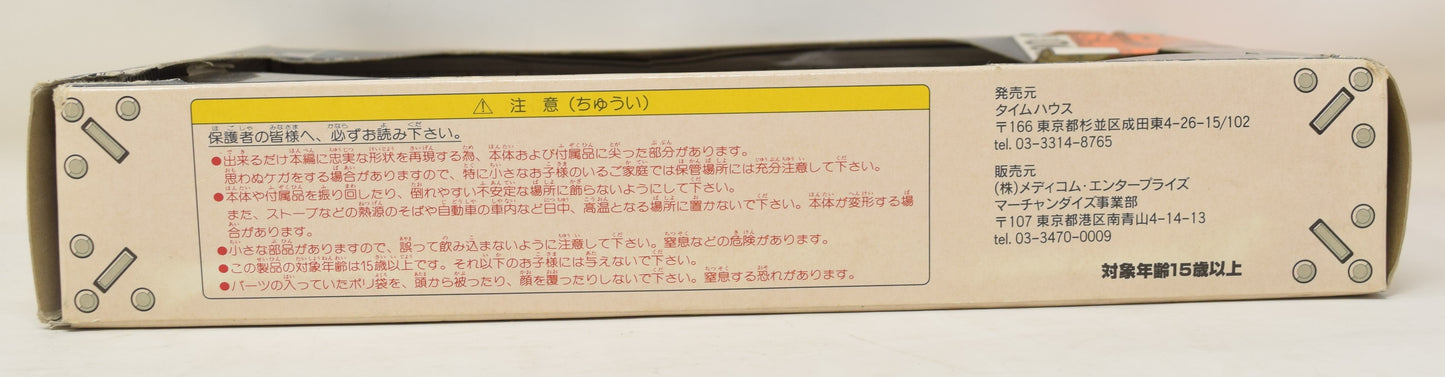 ⚠ 注意(ちゅうい)
保護者の皆様へ、必ずお読み下さい。
●出来るだけ本編に忠実な形状を再現する為、本体および付属品に尖った部分があります。
思わぬケガをする場合がありますので、特に小さなお子様のいるご家庭では保管場所には充分注意して下さい。
●本体や付属品を振り回したり、倒れやすい不安定な場所に飾らないようにして下さい。
また、ストーブなどの熱源のそばや自動車の車内など日中、高温となる場所に置かないで下さい。本体が変形する場
合があります。
●小さな部品がありますので、誤って飲み込まないように注意して下さい。窒息などの危険があります。
●この製品の対象年齢は15歳以上です。それ以下のお子様には与えないで下さい。
●パーツの入っていたポリ袋を、頭から被ったり、顔を覆ったりしないで下さい。窒息する恐れがあります。
発売元
タイムハウス
〒166 東京都杉並区成田東4-26-15/102
tel. 03-3314-8765
販売元
(株)メディコム・エンタープライズ
マーチャンダイズ事業部
〒107 東京都港区南青山4-14-13
tel. 03-3470-0009
対象年齢15歳以上